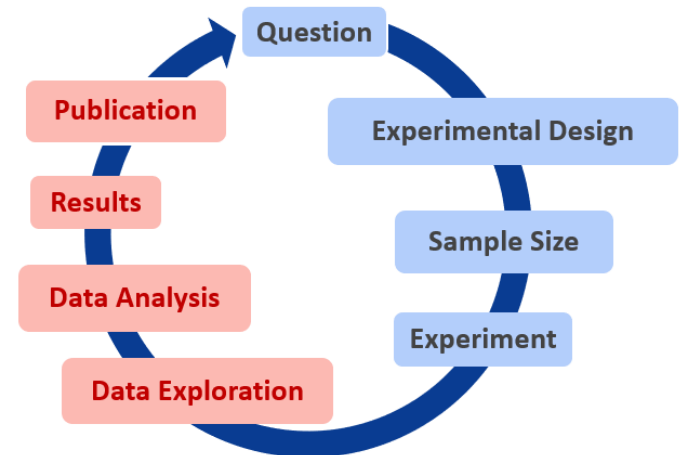 Question
Experimental Design
Sample Size
Experiment
Data Exploration
Data Analysis
Results
Publication